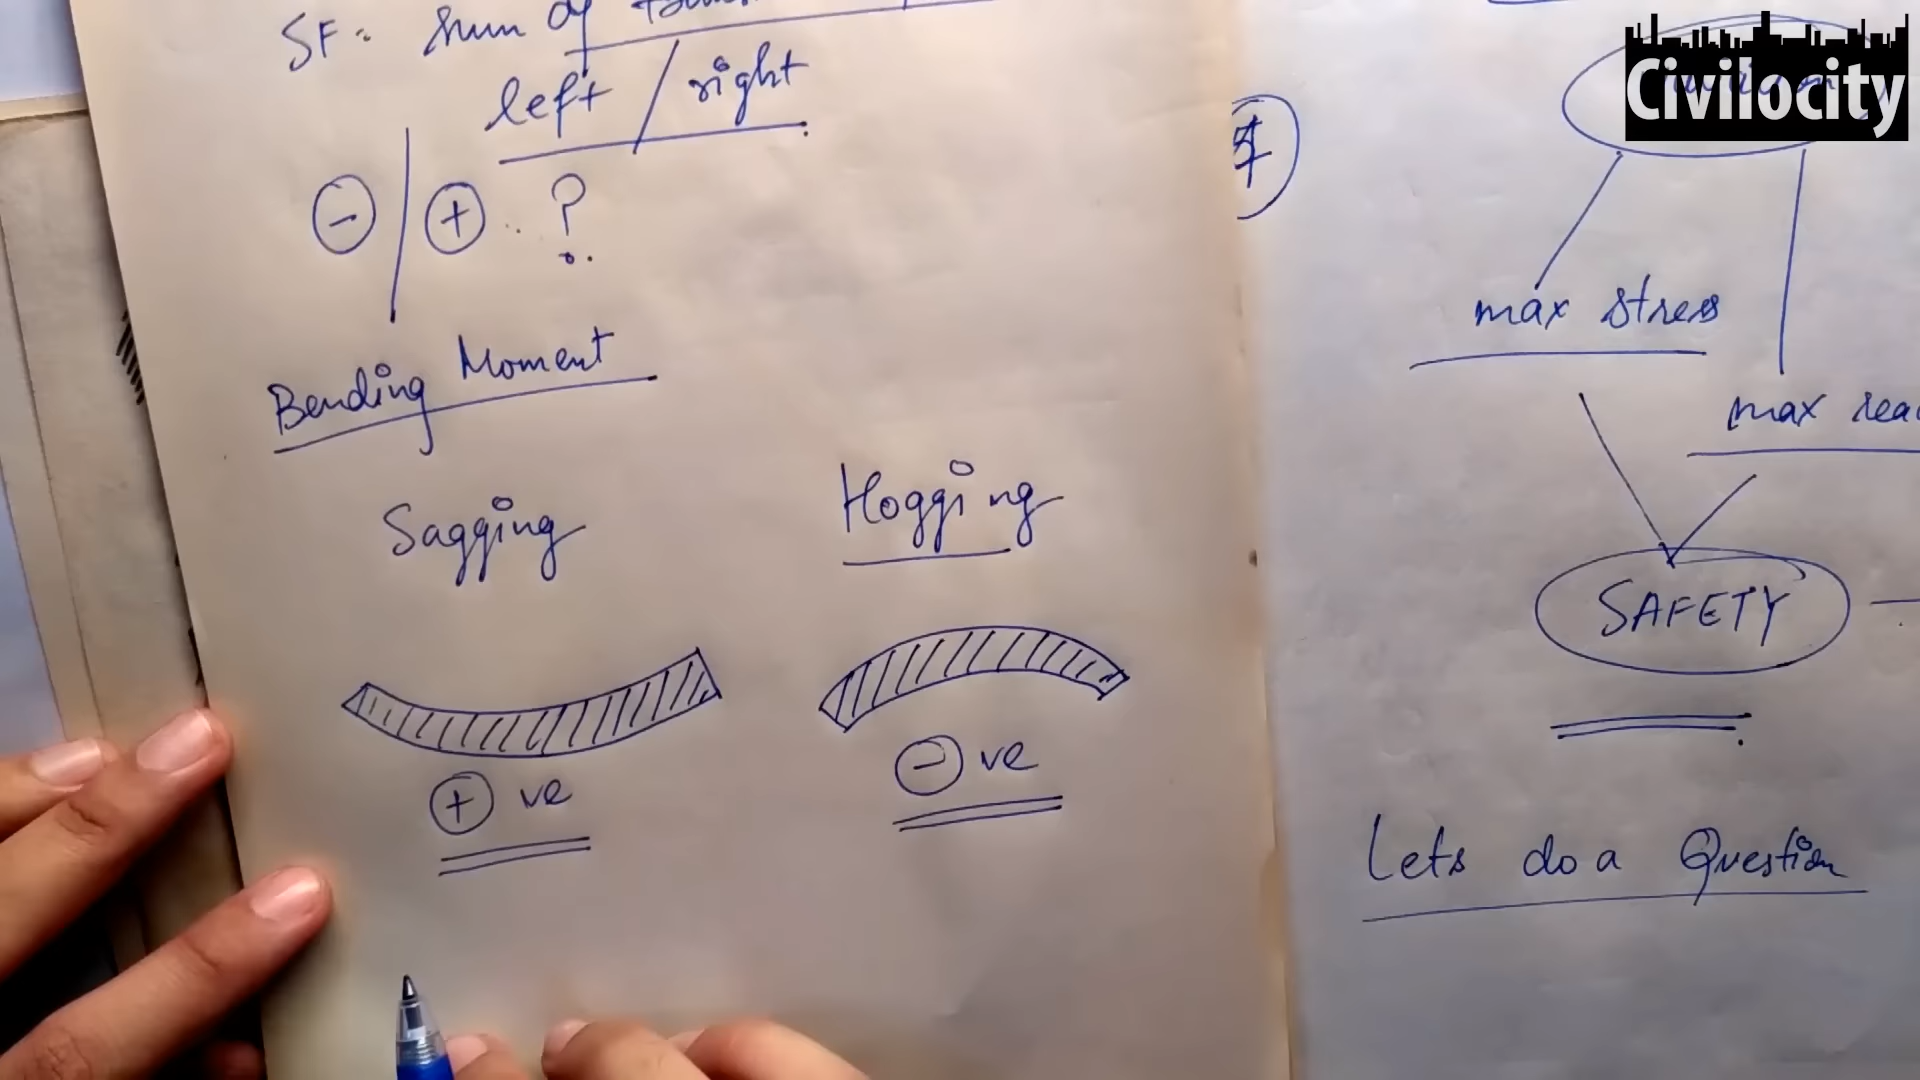 SF: Sum of
left / right
- / + ?
Bending Moment
Sagging
Hogging
+ ve
- ve
Civilocity
max stress
max
SAFETY
Lets do a Question